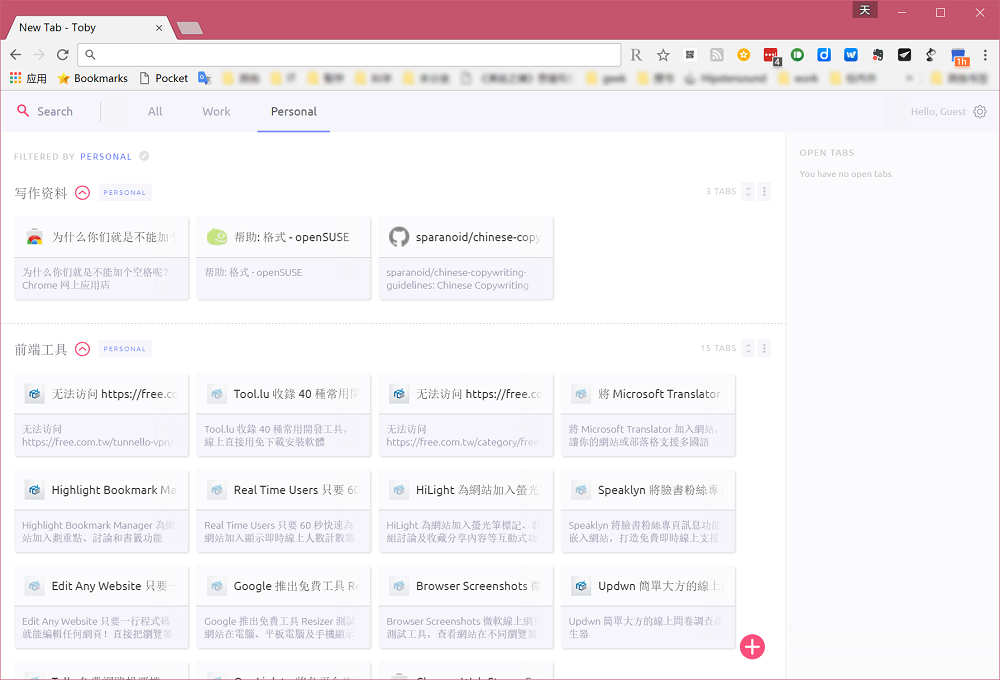 天
New Tab - Toby
4
1h
应用
Bookmarks
Pocket
geek
work
Search
All
Work
Personal
Hello, Guest
FILTERED BY PERSONAL
OPEN TABS
You have no open tabs
写作资料
PERSONAL
3 TABS
为什么你们就是不能加个
帮助: 格式 - openSUSE
sparanoid/chinese-copy
为什么你们就是不能加个空格呢?
Chrome 网上应用店
帮助: 格式 - openSUSE
sparanoid/chinese-copywriting-
guidelines: Chinese Copywriting
前端工具
PERSONAL
15 TABS
无法访问 https://free.co
Tool.lu 收錄 40 種常用開
无法访问 https://free.co
將 Microsoft Translator
无法访问
https://free.com.tw/tunnello-vpn/
Tool.lu 收錄 40 種常用開發工具，
線上直接用免下載安裝軟體
无法访问
https://free.com.tw/category/free-
將 Microsoft Translator 加入網站，
讓你的網站或部落格支援多國語
Highlight Bookmark Ma
Real Time Users 只要 60
HiLight 為網站加入螢光
Speaklyn 將臉書粉絲專
Highlight Bookmark Manager 為網
站加入劃重點、討論和書籤功能
Real Time Users 只要 60 秒快速為
網站加入顯示即時線上人數計數器
HiLight 為網站加入螢光筆標記、群
組討論及收藏分享內容等互動式功
Speaklyn 將臉書粉絲專頁訊息功能
嵌入網站，打造免費即時線上支援
Edit Any Website 只要一
Google 推出免費工具 Re
Browser Screenshots 微
Updwn 簡單大方的線上問
Edit Any Website 只要一行程式碼
就能編輯任何網頁！直接把瀏覽器
Google 推出免費工具 Resizer 測試
網站在電腦、平板電腦及手機顯示
Browser Screenshots 微軟線上網頁
測試工具，查看網站在不同瀏覽器
Updwn 簡單大方的線上問卷調查產
生器